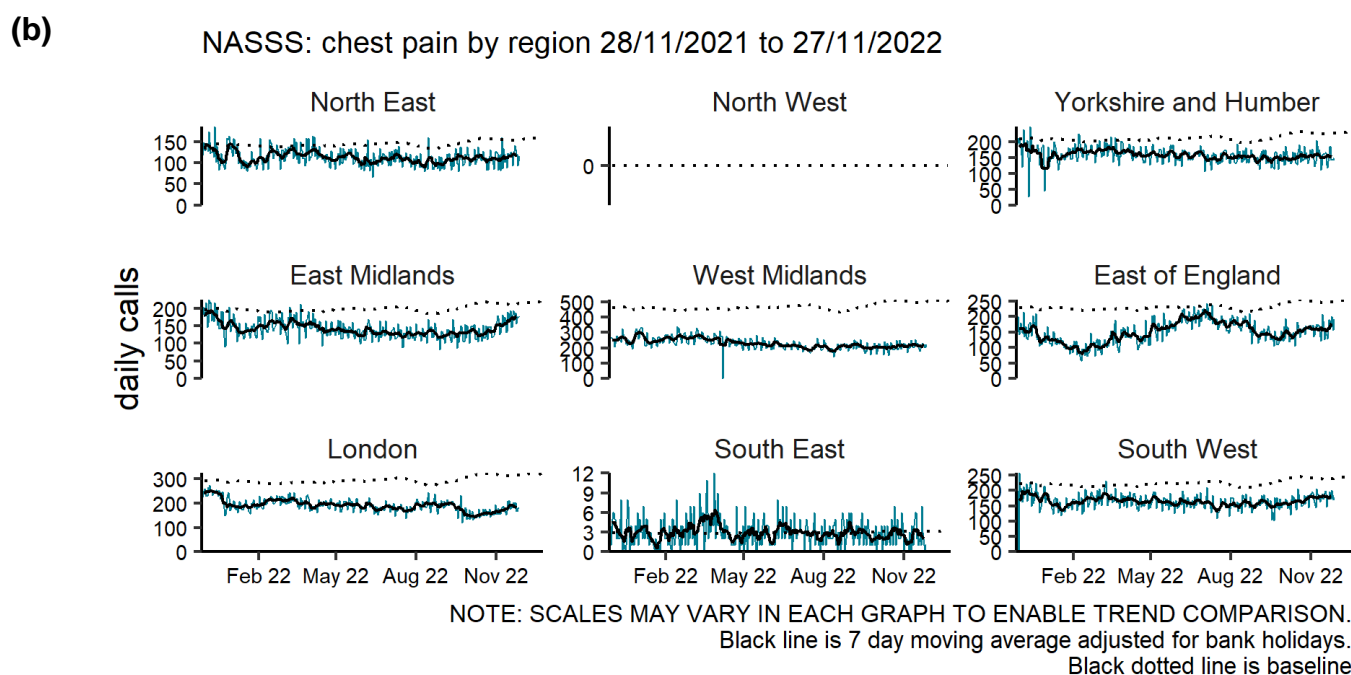 (b)
NASSS: chest pain by region 28/11/2021 to 27/11/2022
North East
North West
Yorkshire and Humber
150
100
50
0
0
200
150
100
50
0
daily calls
East Midlands
West Midlands
East of England
200
150
100
50
0
500
400
300
200
100
0
250
200
150
100
50
0
London
South East
South West
300
200
100
0
12
9
6
3
0
250
200
150
100
50
0
Feb 22 May 22 Aug 22 Nov 22
Feb 22 May 22 Aug 22 Nov 22
Feb 22 May 22 Aug 22 Nov 22
NOTE: SCALES MAY VARY IN EACH GRAPH TO ENABLE TREND COMPARISON.
Black line is 7 day moving average adjusted for bank holidays.
Black dotted line is baseline